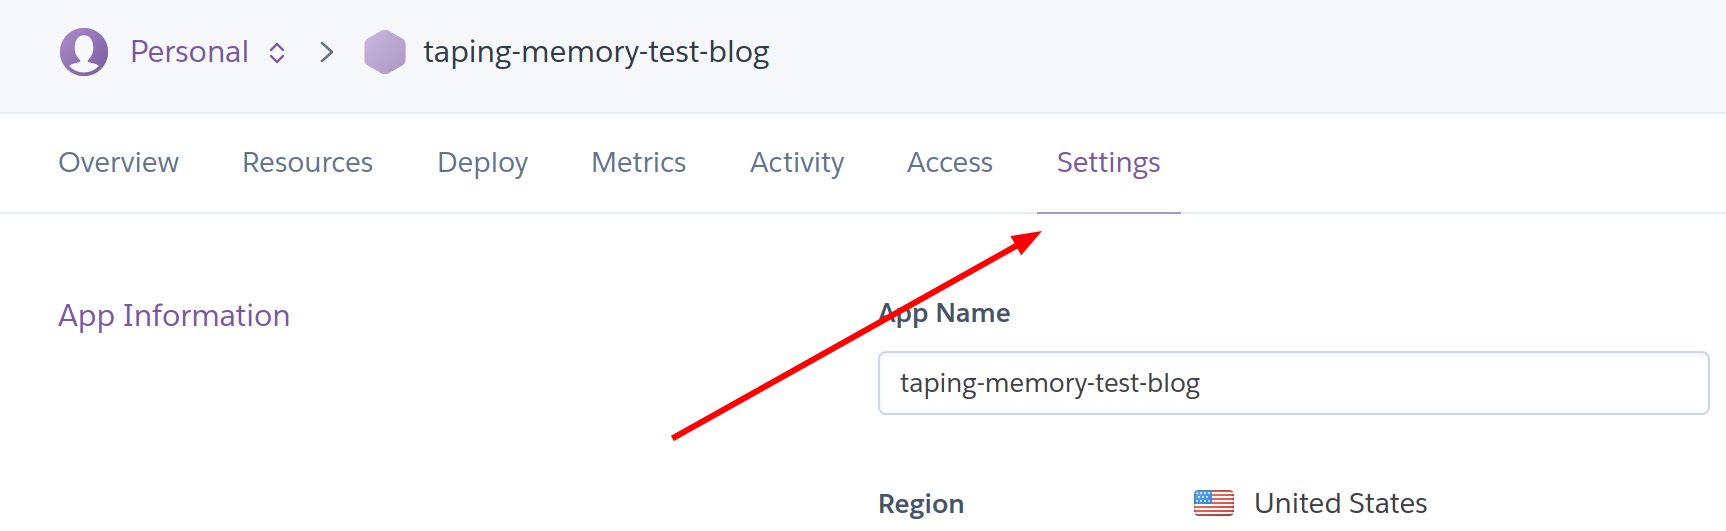 Personal taping-memory-test-blog
Overview Resources Deploy Metrics Activity Access Settings
App Information
App Name
taping-memory-test-blog
Region United States